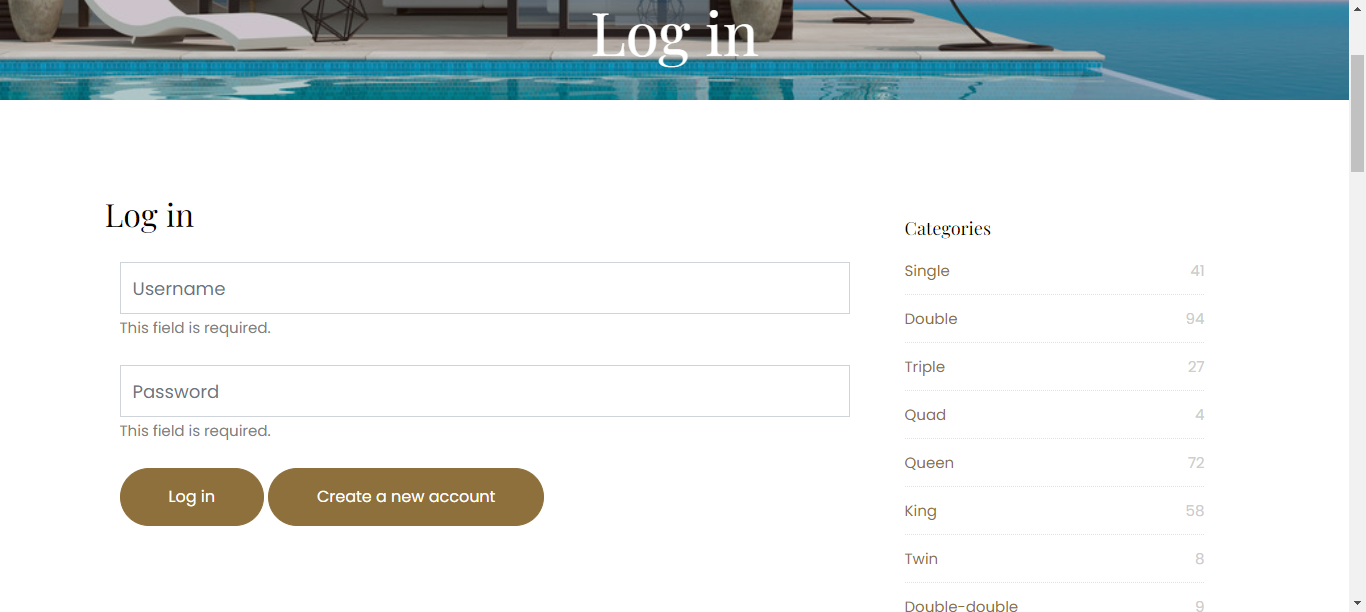 Log in
Log in
Username
This field is required.
Password
This field is required.
Log in Create a new account
Categories
Single 41
Double 94
Triple 27
Quad 4
Queen 72
King 58
Twin 8
Double-double 9